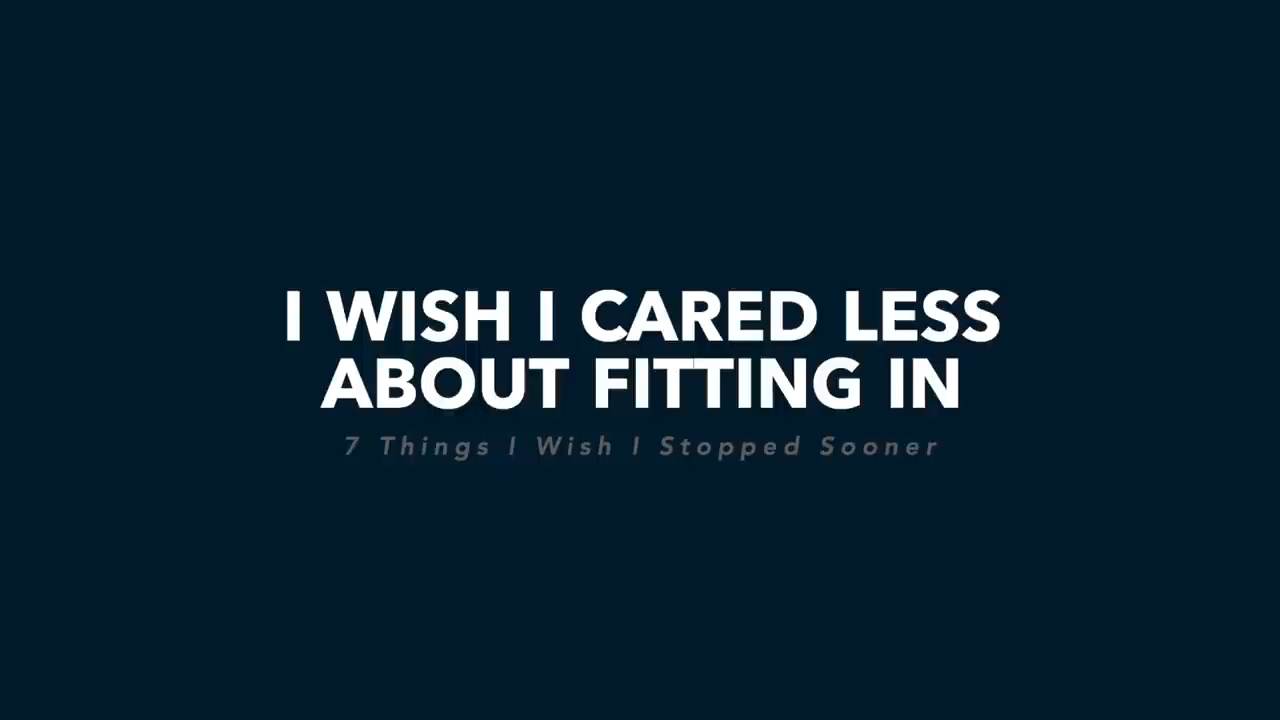 I WISH I CARED LESS
ABOUT FITTING IN
7 Things I Wish I Stopped Sooner